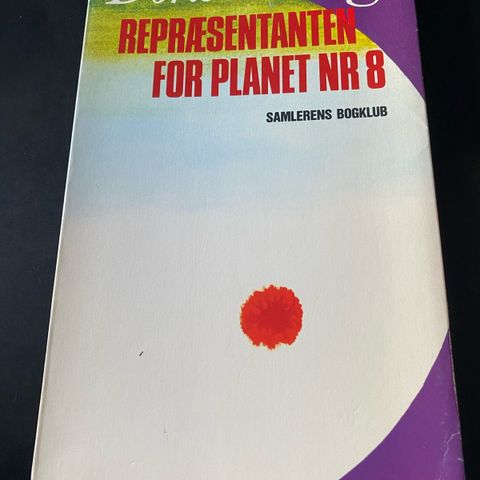 REPRÆSENTANTEN
FOR PLANET NR 8
SAMLERENS BOGKLUB